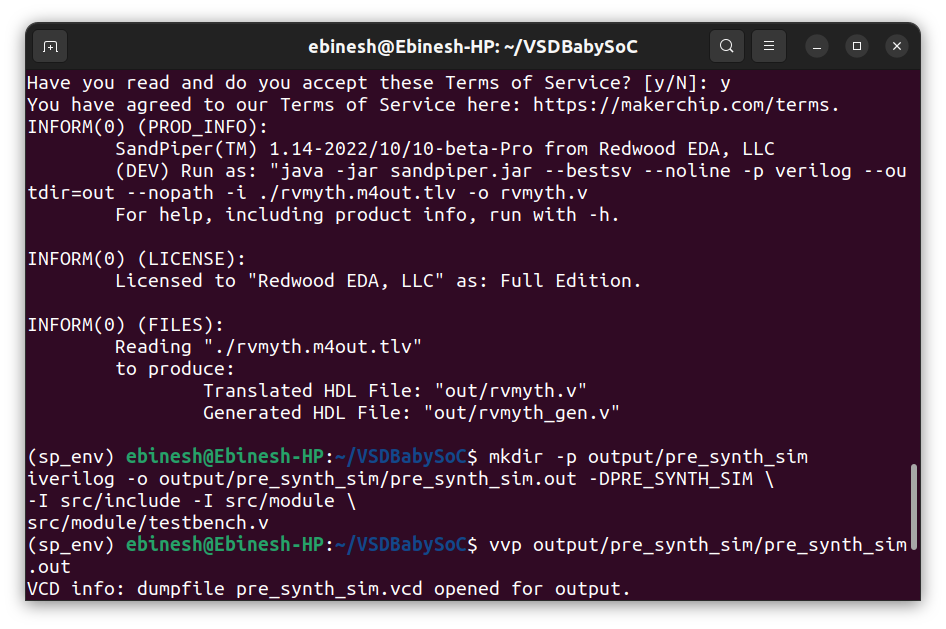 ebinesh@Ebinesh-HP: ~/VSDBabySoC
Have you read and do you accept these Terms of Service? [y/N]: y
You have agreed to our Terms of Service here: https://makerchip.com/terms.
INFORM(0) (PROD_INFO):
        SandPiper(TM) 1.14-2022/10/10-beta-Pro from Redwood EDA, LLC
        (DEV) Run as: "java -jar sandpiper.jar --bestsv --noline -p verilog --ou
tdir=out --nopath -i ./rvmyth.m4out.tlv -o rvmyth.v
        For help, including product info, run with -h.

INFORM(0) (LICENSE):
        Licensed to "Redwood EDA, LLC" as: Full Edition.

INFORM(0) (FILES):
        Reading "./rvmyth.m4out.tlv"
        to produce:
                Translated HDL File: "out/rvmyth.v"
                Generated HDL File: "out/rvmyth_gen.v"

(sp_env) ebinesh@Ebinesh-HP:~/VSDBabySoC$ mkdir -p output/pre_synth_sim
iverilog -o output/pre_synth_sim/pre_synth_sim.out -DPRE_SYNTH_SIM \
-I src/include -I src/module \
src/module/testbench.v
(sp_env) ebinesh@Ebinesh-HP:~/VSDBabySoC$ vvp output/pre_synth_sim/pre_synth_sim
.out
VCD info: dumpfile pre_synth_sim.vcd opened for output.